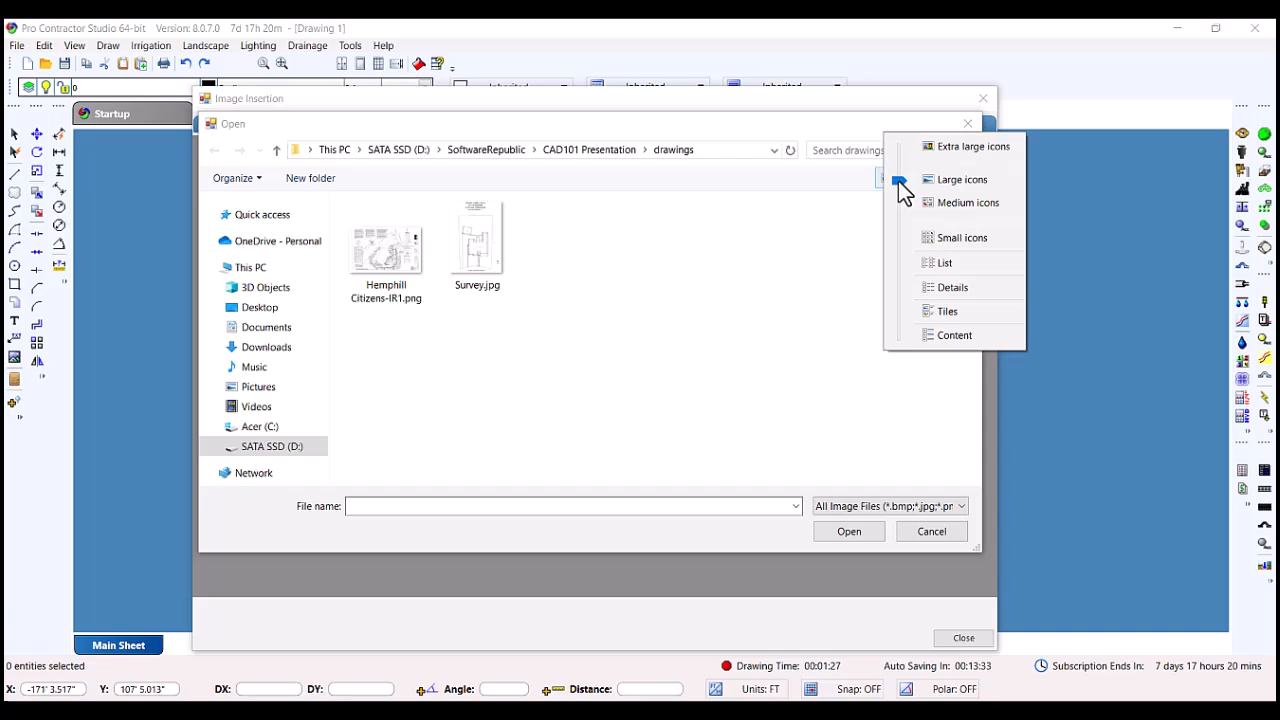 Pro Contractor Studio 64-bit Version: 8.0.7.0 7d 17h 20m - [Drawing 1]
File Edit View Draw Irrigation Landscape Lighting Drainage Tools Help
0
Startup
Image Insertion
Open
This PC > SATA SSD (D:) > SoftwareRepublic > CAD101 Presentation > drawings
Search drawings
Organize
New folder
Extra large icons
Large icons
Medium icons
Small icons
List
Details
Tiles
Content
Quick access
OneDrive - Personal
This PC
3D Objects
Desktop
Documents
Downloads
Music
Pictures
Videos
Acer (C:)
SATA SSD (D:)
Network
Hemphill
Citizens-IR1.png
Survey.jpg
File name:
All Image Files (*.bmp;*.jpg;*.pr
Open
Cancel
Close
Main Sheet
0 entities selected
Drawing Time: 00:01:27
Auto Saving In: 00:13:33
Subscription Ends In: 7 days 17 hours 20 mins
X: -171' 3.517" Y: 107' 5.013" DX: DY: Angle: Distance: Units: FT Snap: OFF Polar: OFF